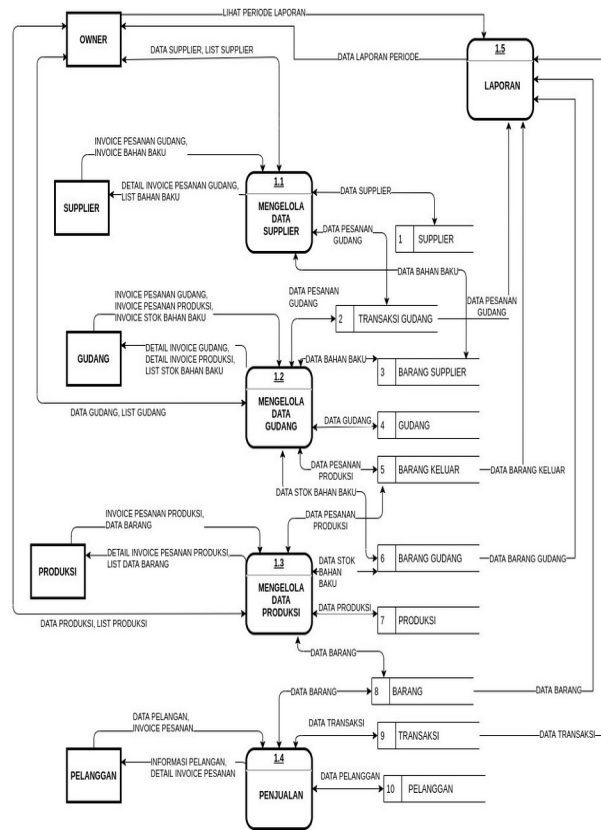 LIHAT PERIODE LAPORAN
OWNER
1.5
LAPORAN
DATA SUPPLIER, LIST SUPPLIER
DATA LAPORAN PERIODE
INVOICE PESANAN GUDANG,
INVOICE BAHAN BAKU
1.1
MENGELOLA
DATA
SUPPLIER
SUPPLIER
DETAIL INVOICE PESANAN GUDANG,
LIST BAHAN BAKU
DATA SUPPLIER
1 SUPPLIER
DATA PESANAN
GUDANG
DATA BAHAN BAKU
INVOICE PESANAN GUDANG,
INVOICE PESANAN PRODUKSI,
INVOICE STOK BAHAN BAKU
DATA PESANAN
GUDANG
2 TRANSAKSI GUDANG
DATA PESANAN
GUDANG
GUDANG
DETAIL INVOICE GUDANG,
DETAIL INVOICE PRODUKSI,
LIST STOK BAHAN BAKU
1.2
MENGELOLA
DATA
GUDANG
DATA BAHAN BAKU
3 BARANG SUPPLIER
DATA GUDANG, LIST GUDANG
DATA GUDANG
4 GUDANG
DATA PESANAN
PRODUKSI
5 BARANG KELUAR
DATA BARANG KELUAR
DATA STOK BAHAN BAKU
INVOICE PESANAN PRODUKSI,
DATA BARANG
DATA PESANAN
PRODUKSI
PRODUKSI
DETAIL INVOICE PESANAN PRODUKSI,
LIST DATA BARANG
1.3
MENGELOLA
DATA
PRODUKSI
DATA STOK
BAHAN
BAKU
6 BARANG GUDANG
DATA BARANG GUDANG
DATA PRODUKSI
7 PRODUKSI
DATA PRODUKSI, LIST PRODUKSI
DATA BARANG
DATA BARANG
8 BARANG
DATA BARANG
DATA PELANGAN,
INVOICE PESANAN
DATA TRANSAKSI
9 TRANSAKSI
DATA TRANSAKSI
PELANGGAN
INFORMASI PELANGAN,
DETAIL INVOICE PESANAN
1.4
PENJUALAN
DATA PELANGGAN
10 PELANGGAN